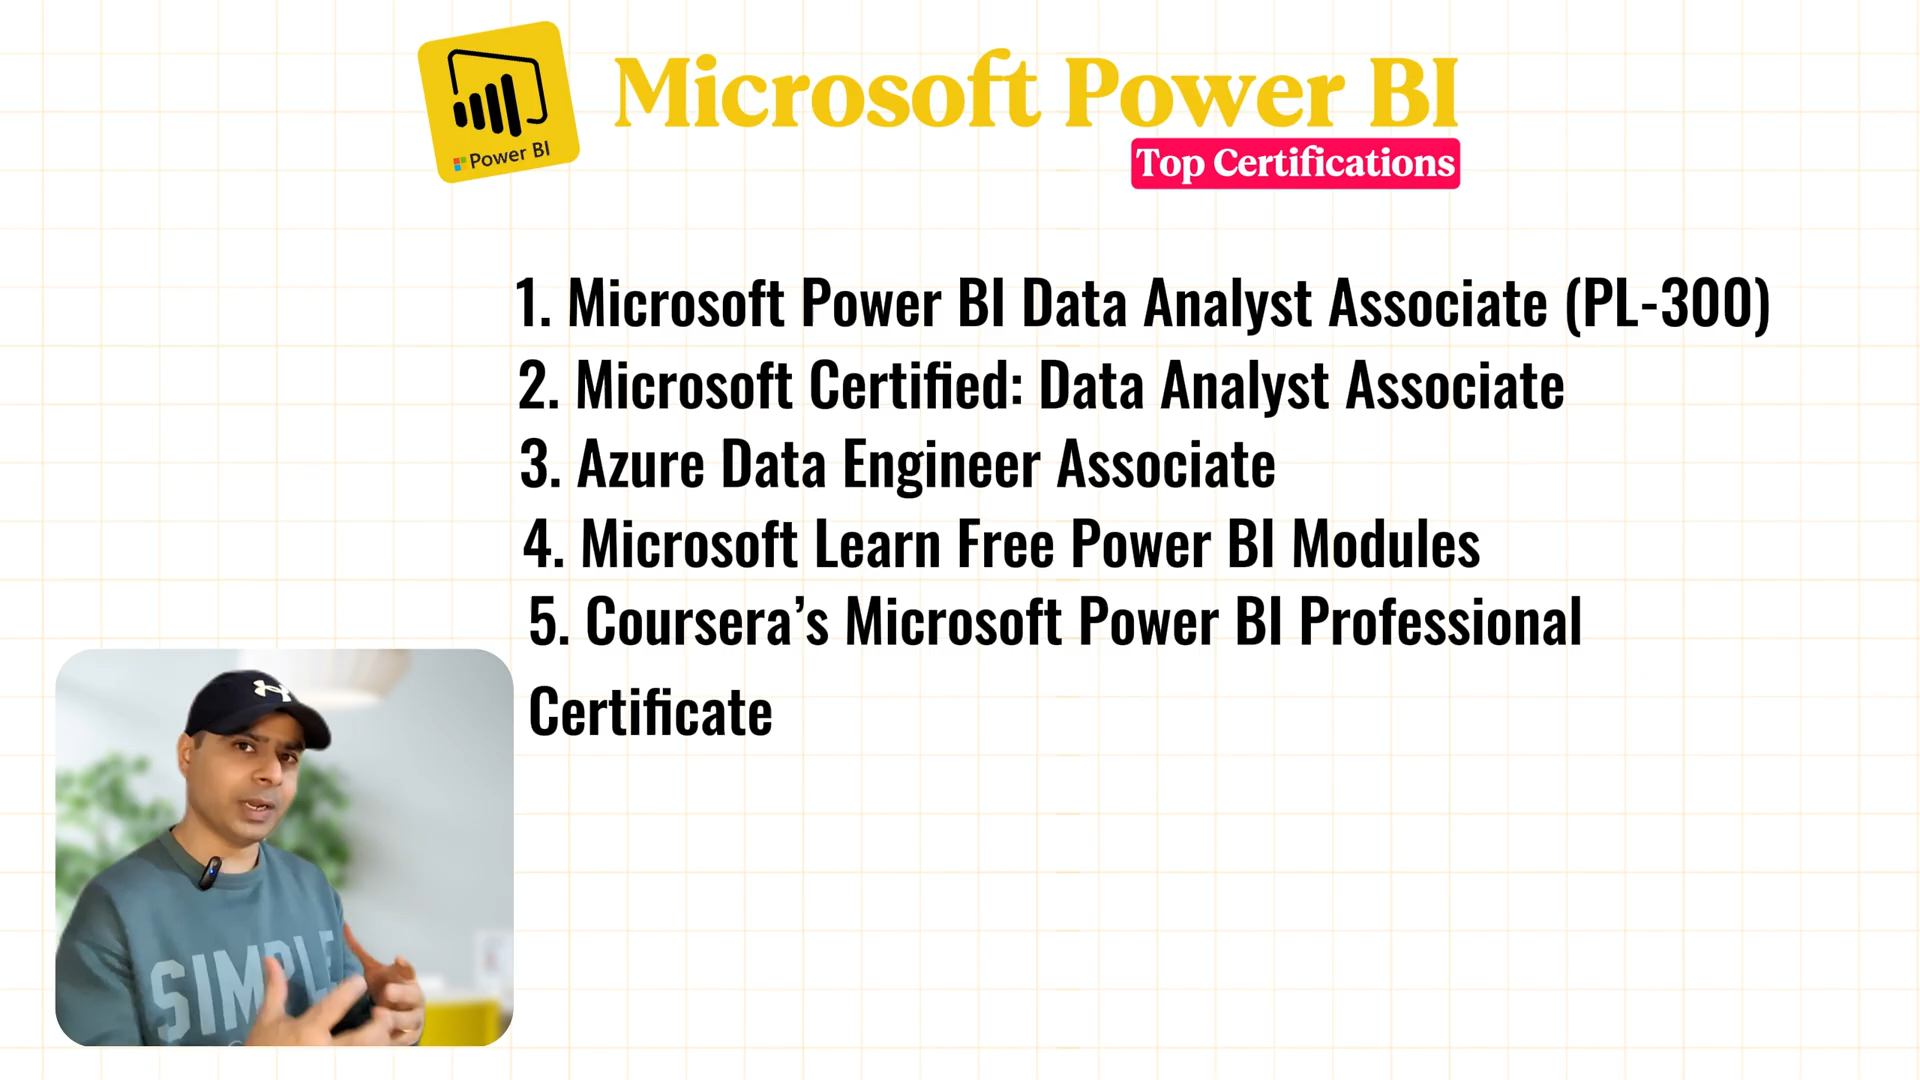 Power BI
Microsoft Power BI
Top Certifications
1. Microsoft Power BI Data Analyst Associate (PL-300)
2. Microsoft Certified: Data Analyst Associate
3. Azure Data Engineer Associate
4. Microsoft Learn Free Power BI Modules
5. Coursera’s Microsoft Power BI Professional
Certificate
SIMPLE